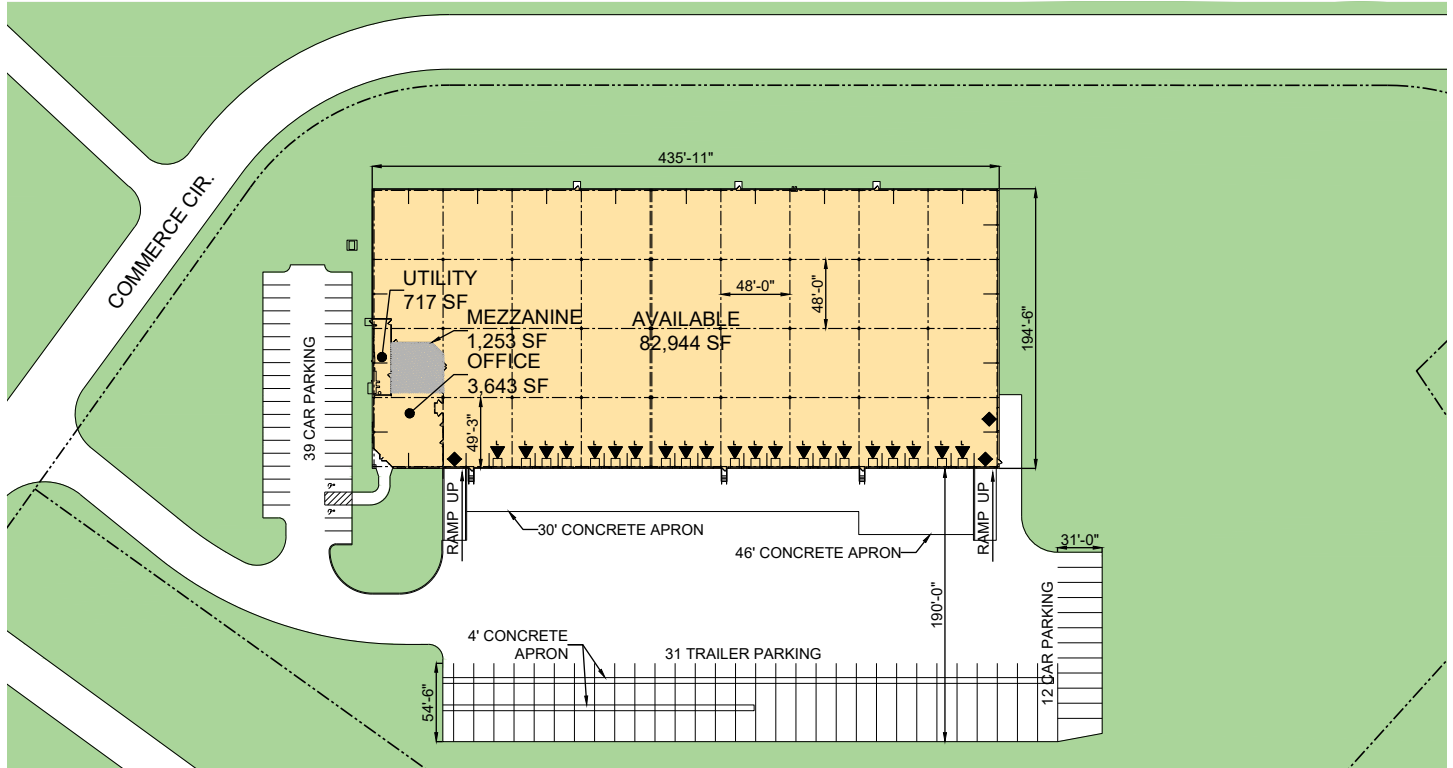 435'-11"
COMMERCE CIR.
UTILITY
717 SF
48'-0"
48'-0"
MEZZANINE
1,253 SF
AVAILABLE
82,944 SF
194'-6"
OFFICE
3,643 SF
39 CAR PARKING
49'-3"
RAMP UP
30' CONCRETE APRON
46' CONCRETE APRON
RAMP UP
31'-0"
190'-0"
12 CAR PARKING
4' CONCRETE
APRON
31 TRAILER PARKING
54'-6"